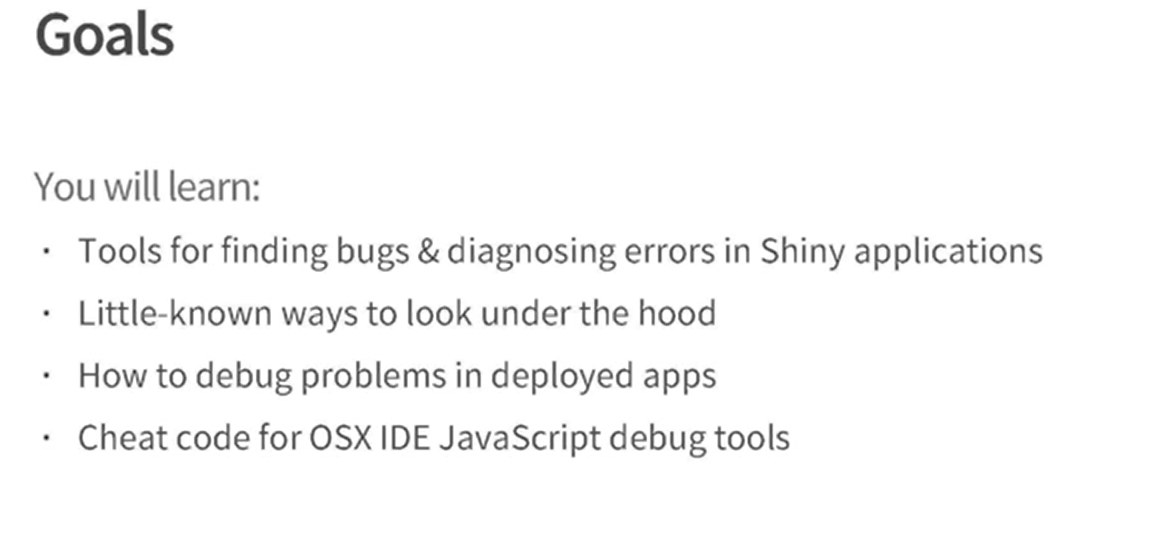 Goals
You will learn:
· Tools for finding bugs & diagnosing errors in Shiny applications
· Little-known ways to look under the hood
· How to debug problems in deployed apps
· Cheat code for OSX IDE JavaScript debug tools